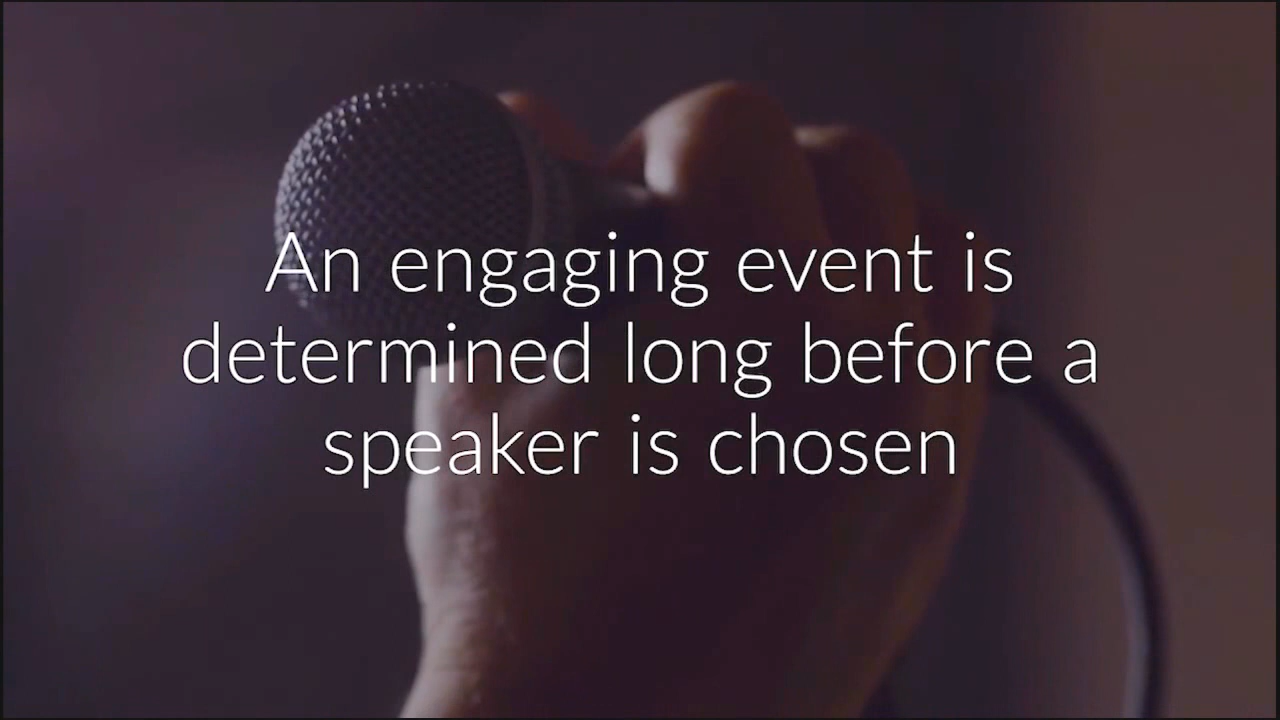 An engaging event is
determined long before a
speaker is chosen